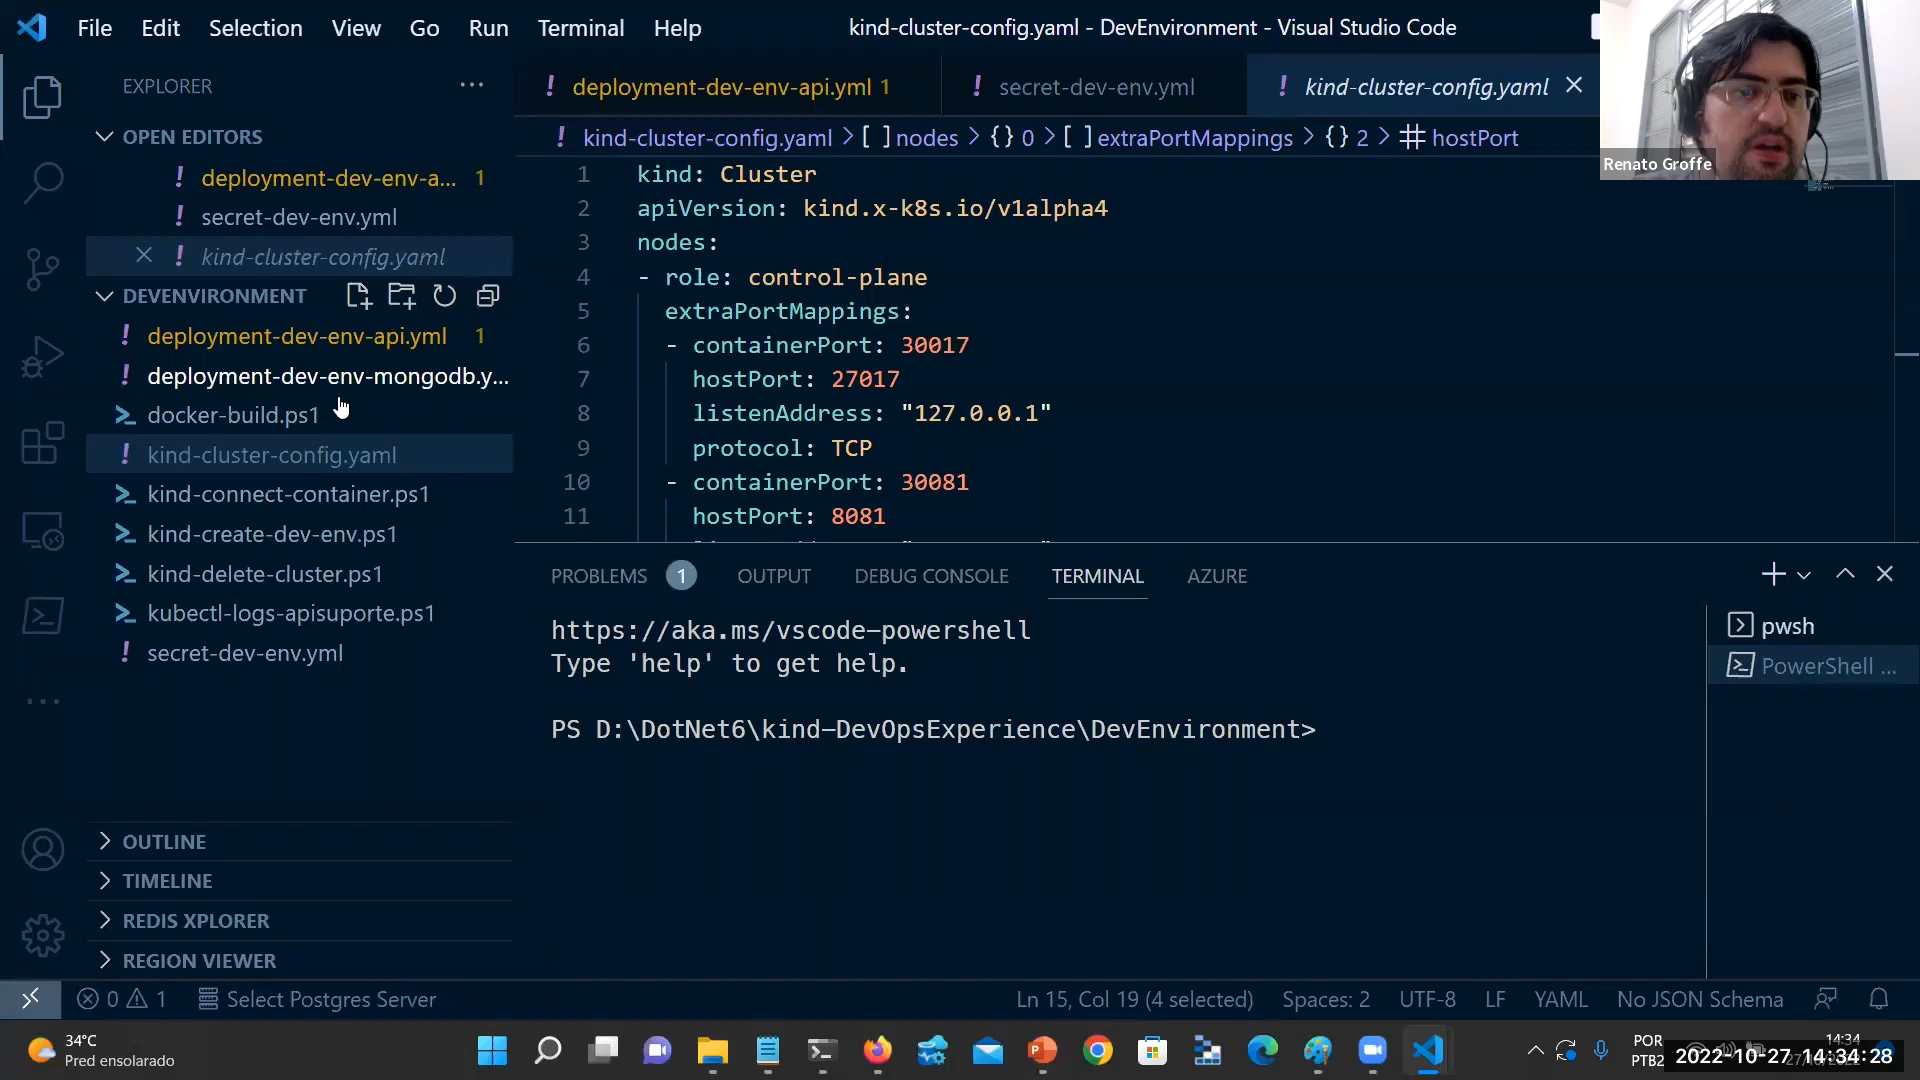 File Edit Selection View Go Run Terminal Help
kind-cluster-config.yaml - DevEnvironment - Visual Studio Code
EXPLORER
OPEN EDITORS
! deployment-dev-env-a... 1
! secret-dev-env.yml
! kind-cluster-config.yaml
DEVENVIRONMENT
! deployment-dev-env-api.yml 1
! deployment-dev-env-mongodb.y...
docker-build.ps1
! kind-cluster-config.yaml
kind-connect-container.ps1
kind-create-dev-env.ps1
kind-delete-cluster.ps1
kubectl-logs-apisuporte.ps1
! secret-dev-env.yml
OUTLINE
TIMELINE
REDIS XPLORER
REGION VIEWER
! deployment-dev-env-api.yml 1 ! secret-dev-env.yml ! kind-cluster-config.yaml
! kind-cluster-config.yaml > [ ] nodes > {} 0 > [ ] extraPortMappings > {} 2 > # hostPort
1 kind: Cluster
2 apiVersion: kind.x-k8s.io/v1alpha4
3 nodes:
4 - role: control-plane
5 extraPortMappings:
6 - containerPort: 30017
7 hostPort: 27017
8 listenAddress: "127.0.0.1"
9 protocol: TCP
10 - containerPort: 30081
11 hostPort: 8081
Renato Groffe
PROBLEMS 1 OUTPUT DEBUG CONSOLE TERMINAL AZURE
https://aka.ms/vscode-powershell
Type 'help' to get help.
PS D:\DotNet6\kind-DevOpsExperience\DevEnvironment>
pwsh
PowerShell ...
0 1 Select Postgres Server
Ln 15, Col 19 (4 selected) Spaces: 2 UTF-8 LF YAML No JSON Schema
34°C
Pred ensolarado
POR
PTB2
14:34
2022-10-27 14:34:28